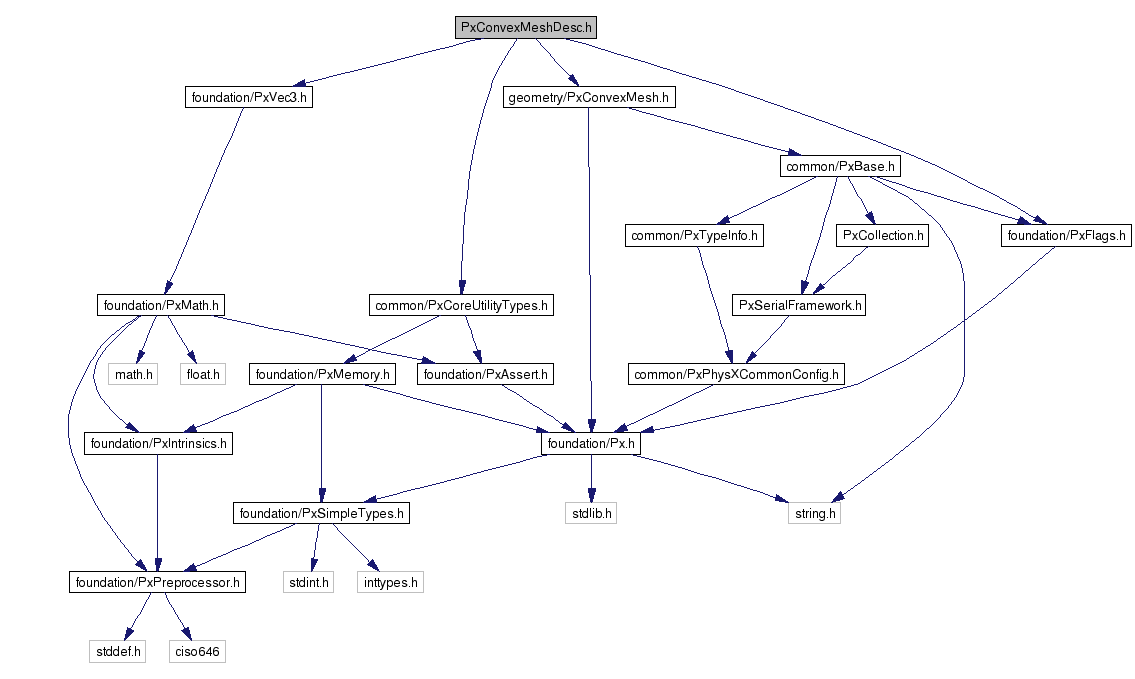 PxConvexMeshDesc.h
foundation/PxVec3.h
geometry/PxConvexMesh.h
common/PxBase.h
common/PxTypeInfo.h
PxCollection.h
foundation/PxFlags.h
foundation/PxMath.h
common/PxCoreUtilityTypes.h
PxSerialFramework.h
math.h
float.h
foundation/PxMemory.h
foundation/PxAssert.h
common/PxPhysXCommonConfig.h
foundation/PxIntrinsics.h
foundation/Px.h
foundation/PxSimpleTypes.h
stdlib.h
string.h
foundation/PxPreprocessor.h
stdint.h
inttypes.h
stddef.h
ciso646